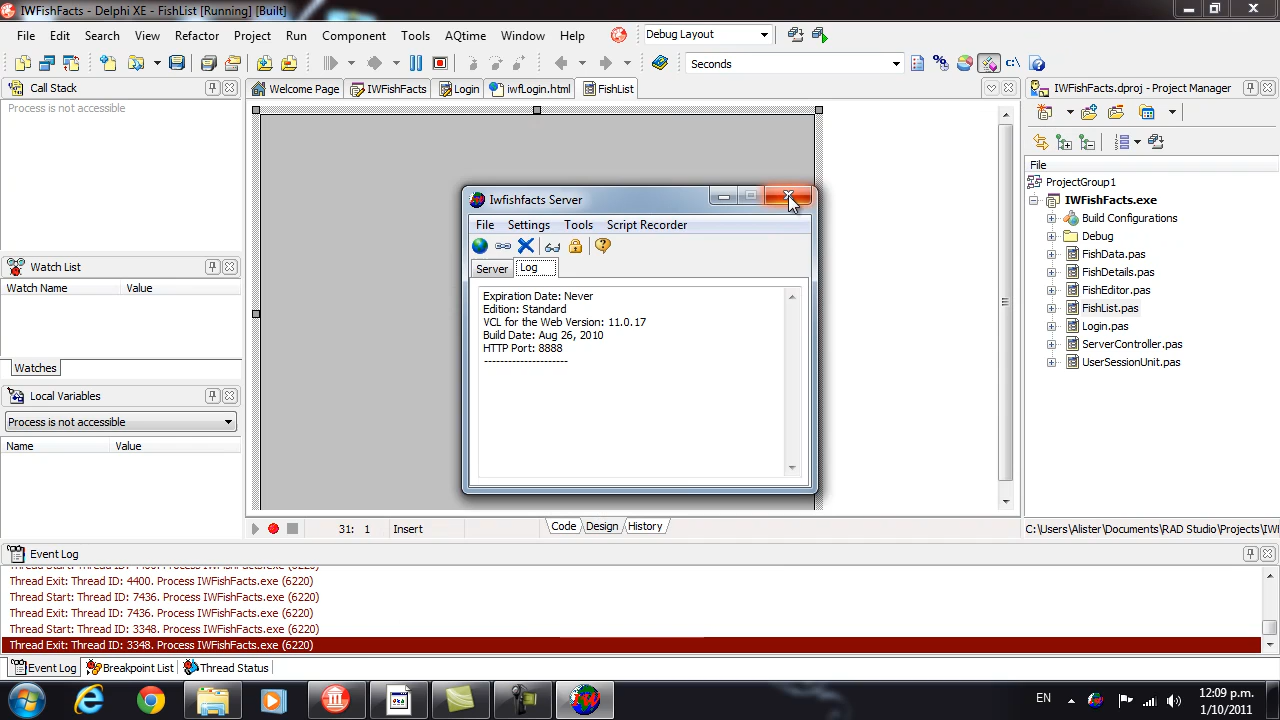 IWFishFacts - Delphi XE - FishList [Running] [Built]
File Edit Search View Refactor Project Run Component Tools AQtime Window Help Debug Layout
Seconds
Call Stack
Process is not accessible
Welcome Page IWFishFacts Login iwfLogin.html FishList
IWFishFacts.dproj - Project Manager
File
ProjectGroup1
IWFishFacts.exe
Build Configurations
Debug
FishData.pas
FishDetails.pas
FishEditor.pas
FishList.pas
Login.pas
ServerController.pas
UserSessionUnit.pas
Watch List
Watch Name Value
Watches
Local Variables
Process is not accessible
Name Value
Iwfishfacts Server
File Settings Tools Script Recorder
Server Log
Expiration Date: Never
Edition: Standard
VCL for the Web Version: 11.0.17
Build Date: Aug 26, 2010
HTTP Port: 8888
---------------------
31: 1 Insert Code Design History
C:\Users\Alister\Documents\RAD Studio\Projects\IWI
Event Log
Thread Exit: Thread ID: 4400. Process IWFishFacts.exe (6220)
Thread Start: Thread ID: 7436. Process IWFishFacts.exe (6220)
Thread Exit: Thread ID: 7436. Process IWFishFacts.exe (6220)
Thread Start: Thread ID: 3348. Process IWFishFacts.exe (6220)
Thread Exit: Thread ID: 3348. Process IWFishFacts.exe (6220)
Event Log Breakpoint List Thread Status
EN
12:09 p.m.
1/10/2011